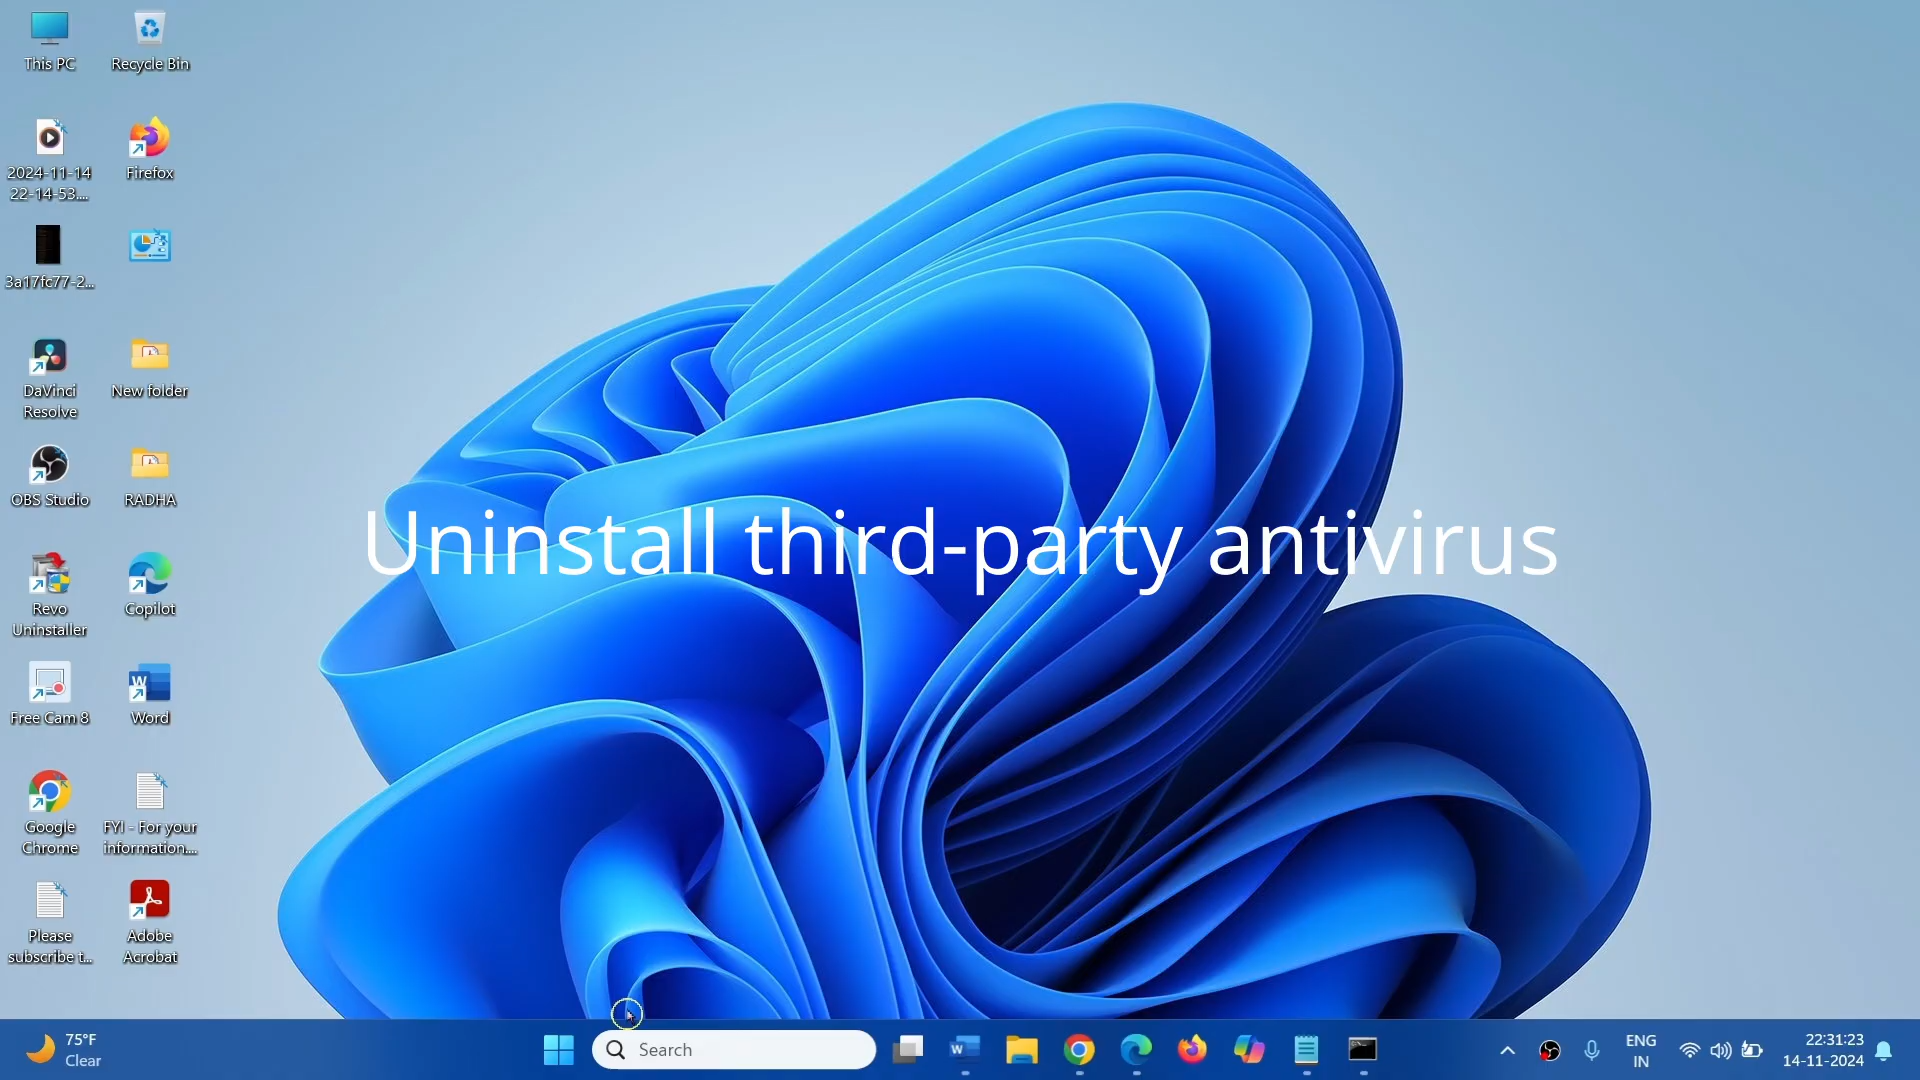 This PC
Recycle Bin
2024-11-14
22-14-53....
Firefox
3a17fc77-2...
DaVinci
Resolve
New folder
OBS Studio
RADHA
Revo
Uninstaller
Copilot
Free Cam 8
Word
Google
Chrome
FYI - For your
information....
Please
subscribe t...
Adobe
Acrobat
Uninstall third-party antivirus
75°F
Clear
Search
ENG
IN
22:31:23
14-11-2024